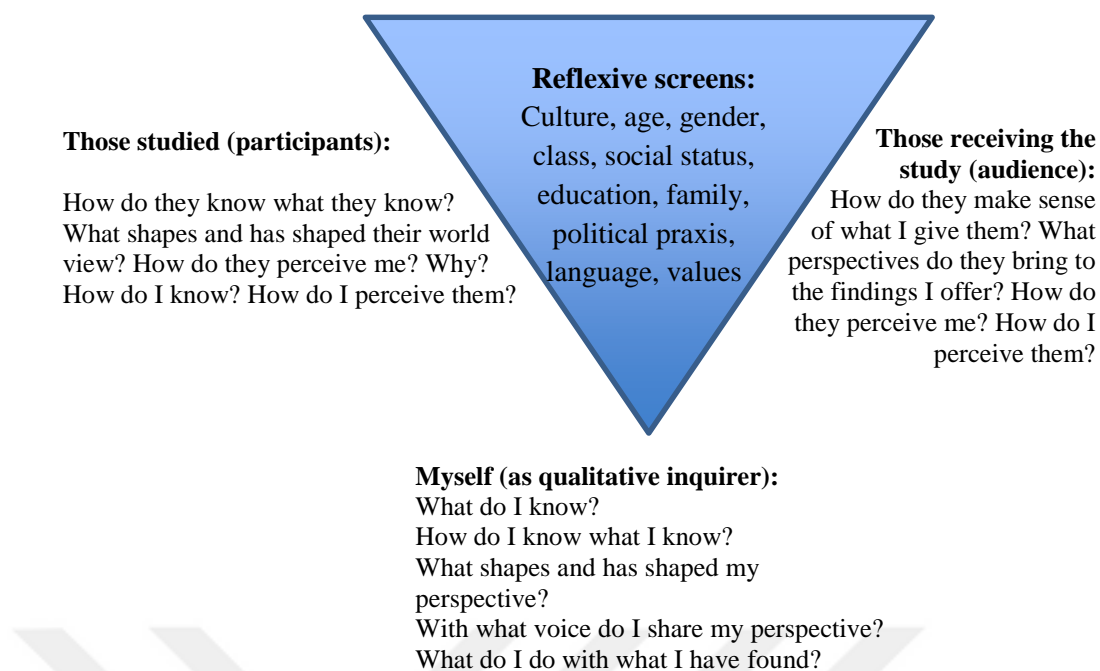 Reflexive screens:
Culture, age, gender,
class, social status,
education, family,
political praxis,
language, values
Those studied (participants):
How do they know what they know?
What shapes and has shaped their world
view? How do they perceive me? Why?
How do I know? How do I perceive them?
Those receiving the
study (audience):
How do they make sense
of what I give them? What
perspectives do they bring to
the findings I offer? How do
they perceive me? How do I
perceive them?
Myself (as qualitative inquirer):
What do I know?
How do I know what I know?
What shapes and has shaped my
perspective?
With what voice do I share my perspective?
What do I do with what I have found?